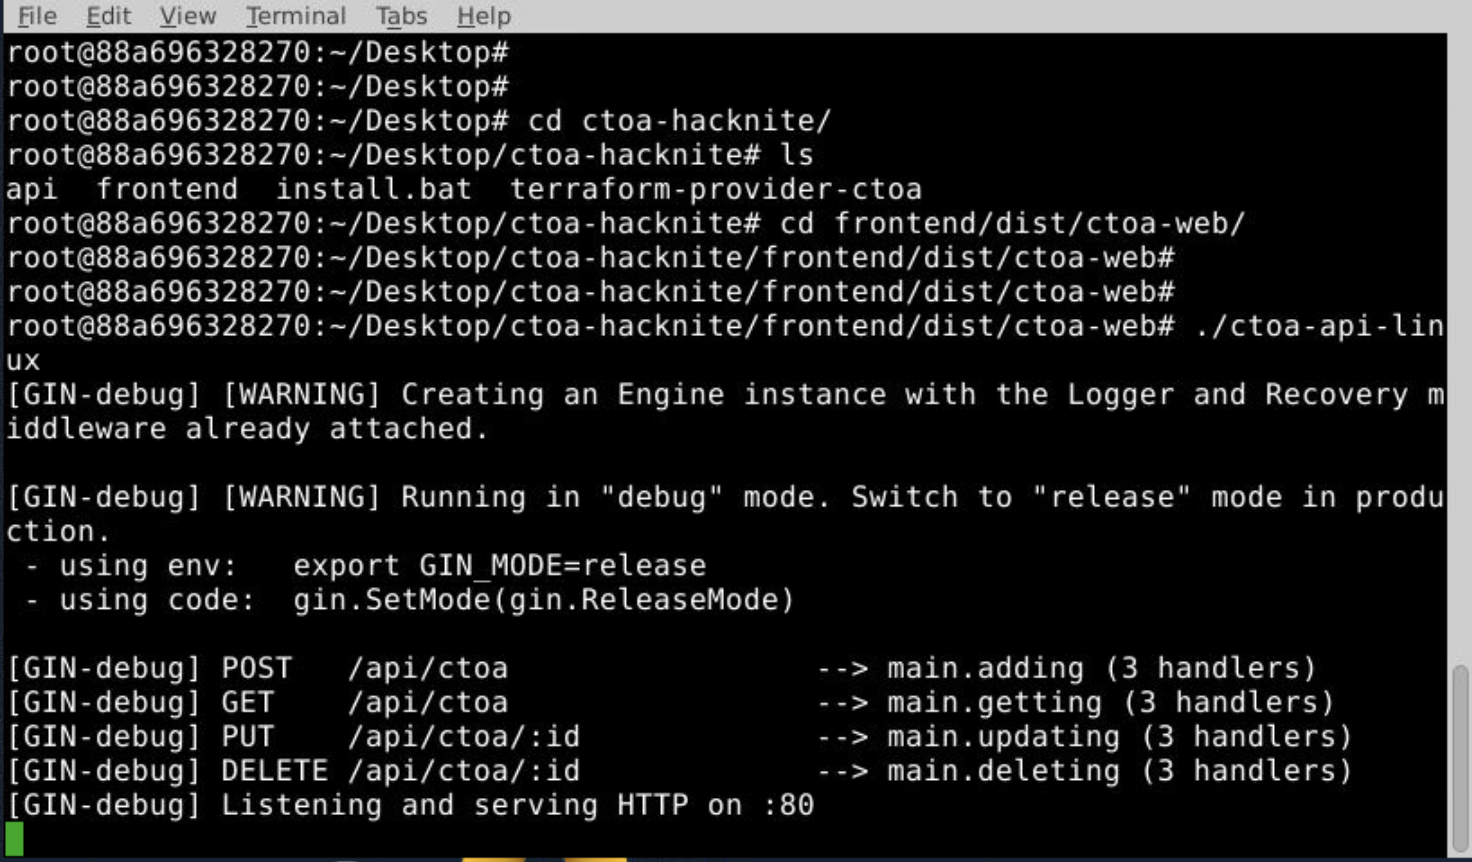 File Edit View Terminal Tabs Help
root@88a696328270:~/Desktop#
root@88a696328270:~/Desktop#
root@88a696328270:~/Desktop# cd ctoa-hacknite/
root@88a696328270:~/Desktop/ctoa-hacknite# ls
api  frontend  install.bat  terraform-provider-ctoa
root@88a696328270:~/Desktop/ctoa-hacknite# cd frontend/dist/ctoa-web/
root@88a696328270:~/Desktop/ctoa-hacknite/frontend/dist/ctoa-web#
root@88a696328270:~/Desktop/ctoa-hacknite/frontend/dist/ctoa-web#
root@88a696328270:~/Desktop/ctoa-hacknite/frontend/dist/ctoa-web# ./ctoa-api-lin
ux
[GIN-debug] [WARNING] Creating an Engine instance with the Logger and Recovery m
iddleware already attached.

[GIN-debug] [WARNING] Running in "debug" mode. Switch to "release" mode in produ
ction.
 - using env:   export GIN_MODE=release
 - using code:  gin.SetMode(gin.ReleaseMode)

[GIN-debug] POST   /api/ctoa                 --> main.adding (3 handlers)
[GIN-debug] GET    /api/ctoa                 --> main.getting (3 handlers)
[GIN-debug] PUT    /api/ctoa/:id             --> main.updating (3 handlers)
[GIN-debug] DELETE /api/ctoa/:id             --> main.deleting (3 handlers)
[GIN-debug] Listening and serving HTTP on :80